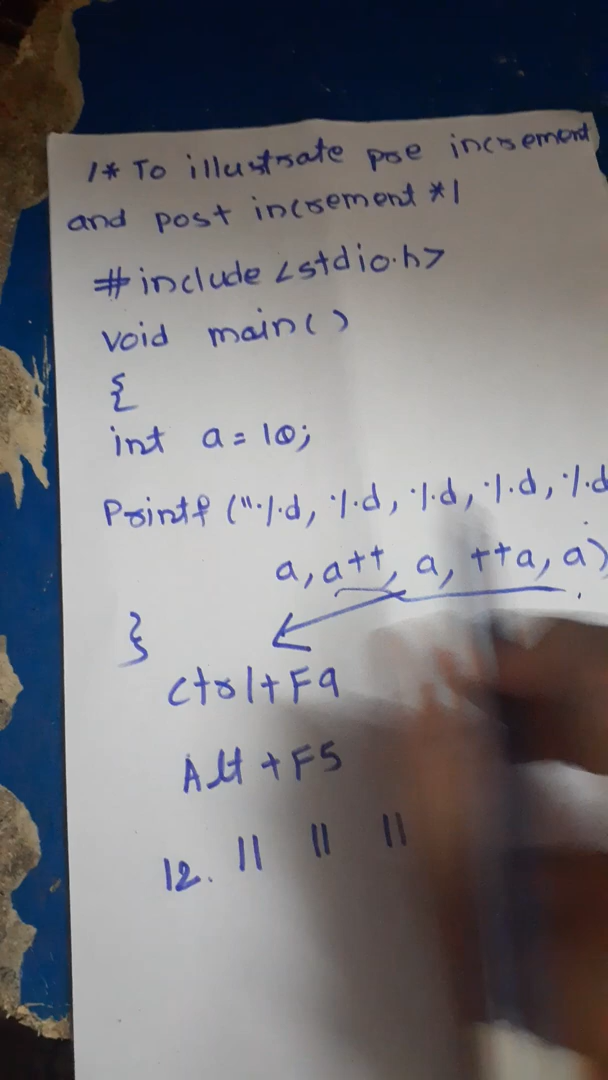 /* To illustrate pre increment
and post increment */
#include <stdio.h>
void main()
{
int a = 10;
Printf ("%d, %d, %d, %d, %d
a, a++, a, ++a, a)
}
Ctrl + F9
Alt + F5
12. 11 11 11